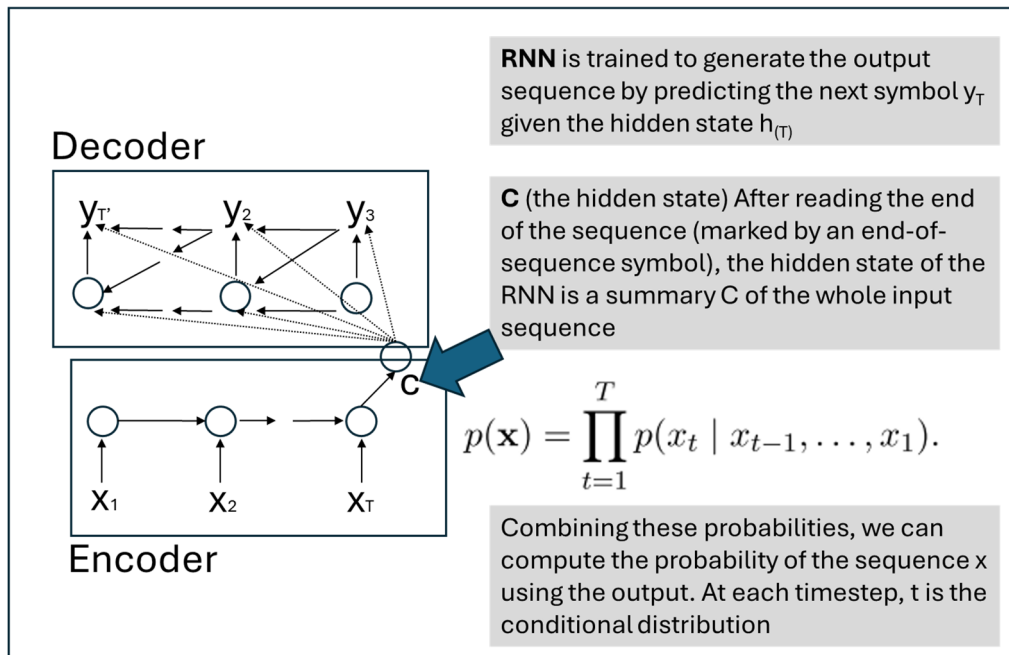 RNN is trained to generate the output
sequence by predicting the next symbol yT
given the hidden state h(T)
Decoder
yT' y2 y3
C (the hidden state) After reading the end
of the sequence (marked by an end-of-
sequence symbol), the hidden state of the
RNN is a summary C of the whole input
sequence
C
p(x) = ∏_{t=1}^{T} p(xt | xt−1, . . . , x1).
x1 x2 xT
Encoder
Combining these probabilities, we can
compute the probability of the sequence x
using the output. At each timestep, t is the
conditional distribution